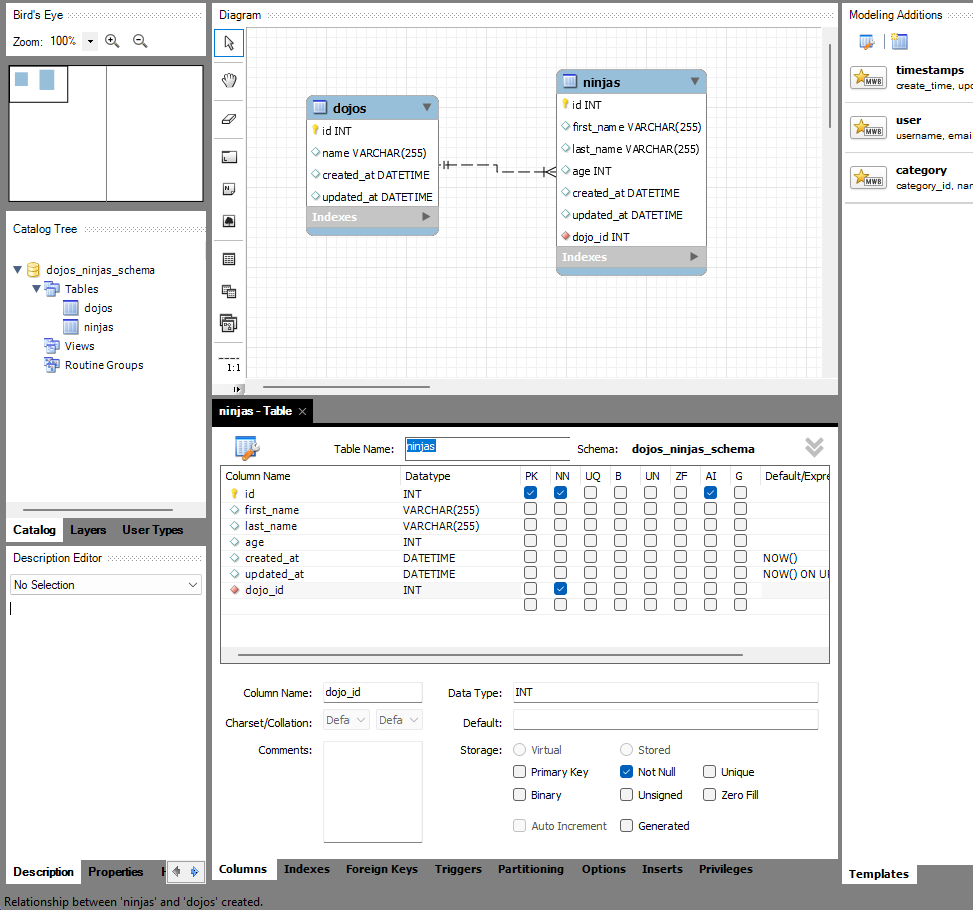 Bird's Eye
Zoom: 100%
Catalog Tree
dojos_ninjas_schema
Tables
dojos
ninjas
Views
Routine Groups
Catalog Layers User Types
Description Editor
No Selection
Description Properties
Diagram
1:1
dojos
id INT
name VARCHAR(255)
created_at DATETIME
updated_at DATETIME
Indexes
ninjas
id INT
first_name VARCHAR(255)
last_name VARCHAR(255)
age INT
created_at DATETIME
updated_at DATETIME
dojo_id INT
Indexes
Modeling Additions
MWB
timestamps
create_time, upd
MWB
user
username, email
MWB
category
category_id, nam
Templates
ninjas - Table
Table Name: ninjas Schema: dojos_ninjas_schema
Column Name Datatype PK NN UQ B UN ZF AI G Default/Expre
id INT
first_name VARCHAR(255)
last_name VARCHAR(255)
age INT
created_at DATETIME NOW()
updated_at DATETIME NOW() ON UP
dojo_id INT
Column Name: dojo_id Data Type: INT
Charset/Collation: Defa Defa Default:
Comments: Storage: Virtual Stored
Primary Key Not Null Unique
Binary Unsigned Zero Fill
Auto Increment Generated
Columns Indexes Foreign Keys Triggers Partitioning Options Inserts Privileges
Relationship between 'ninjas' and 'dojos' created.